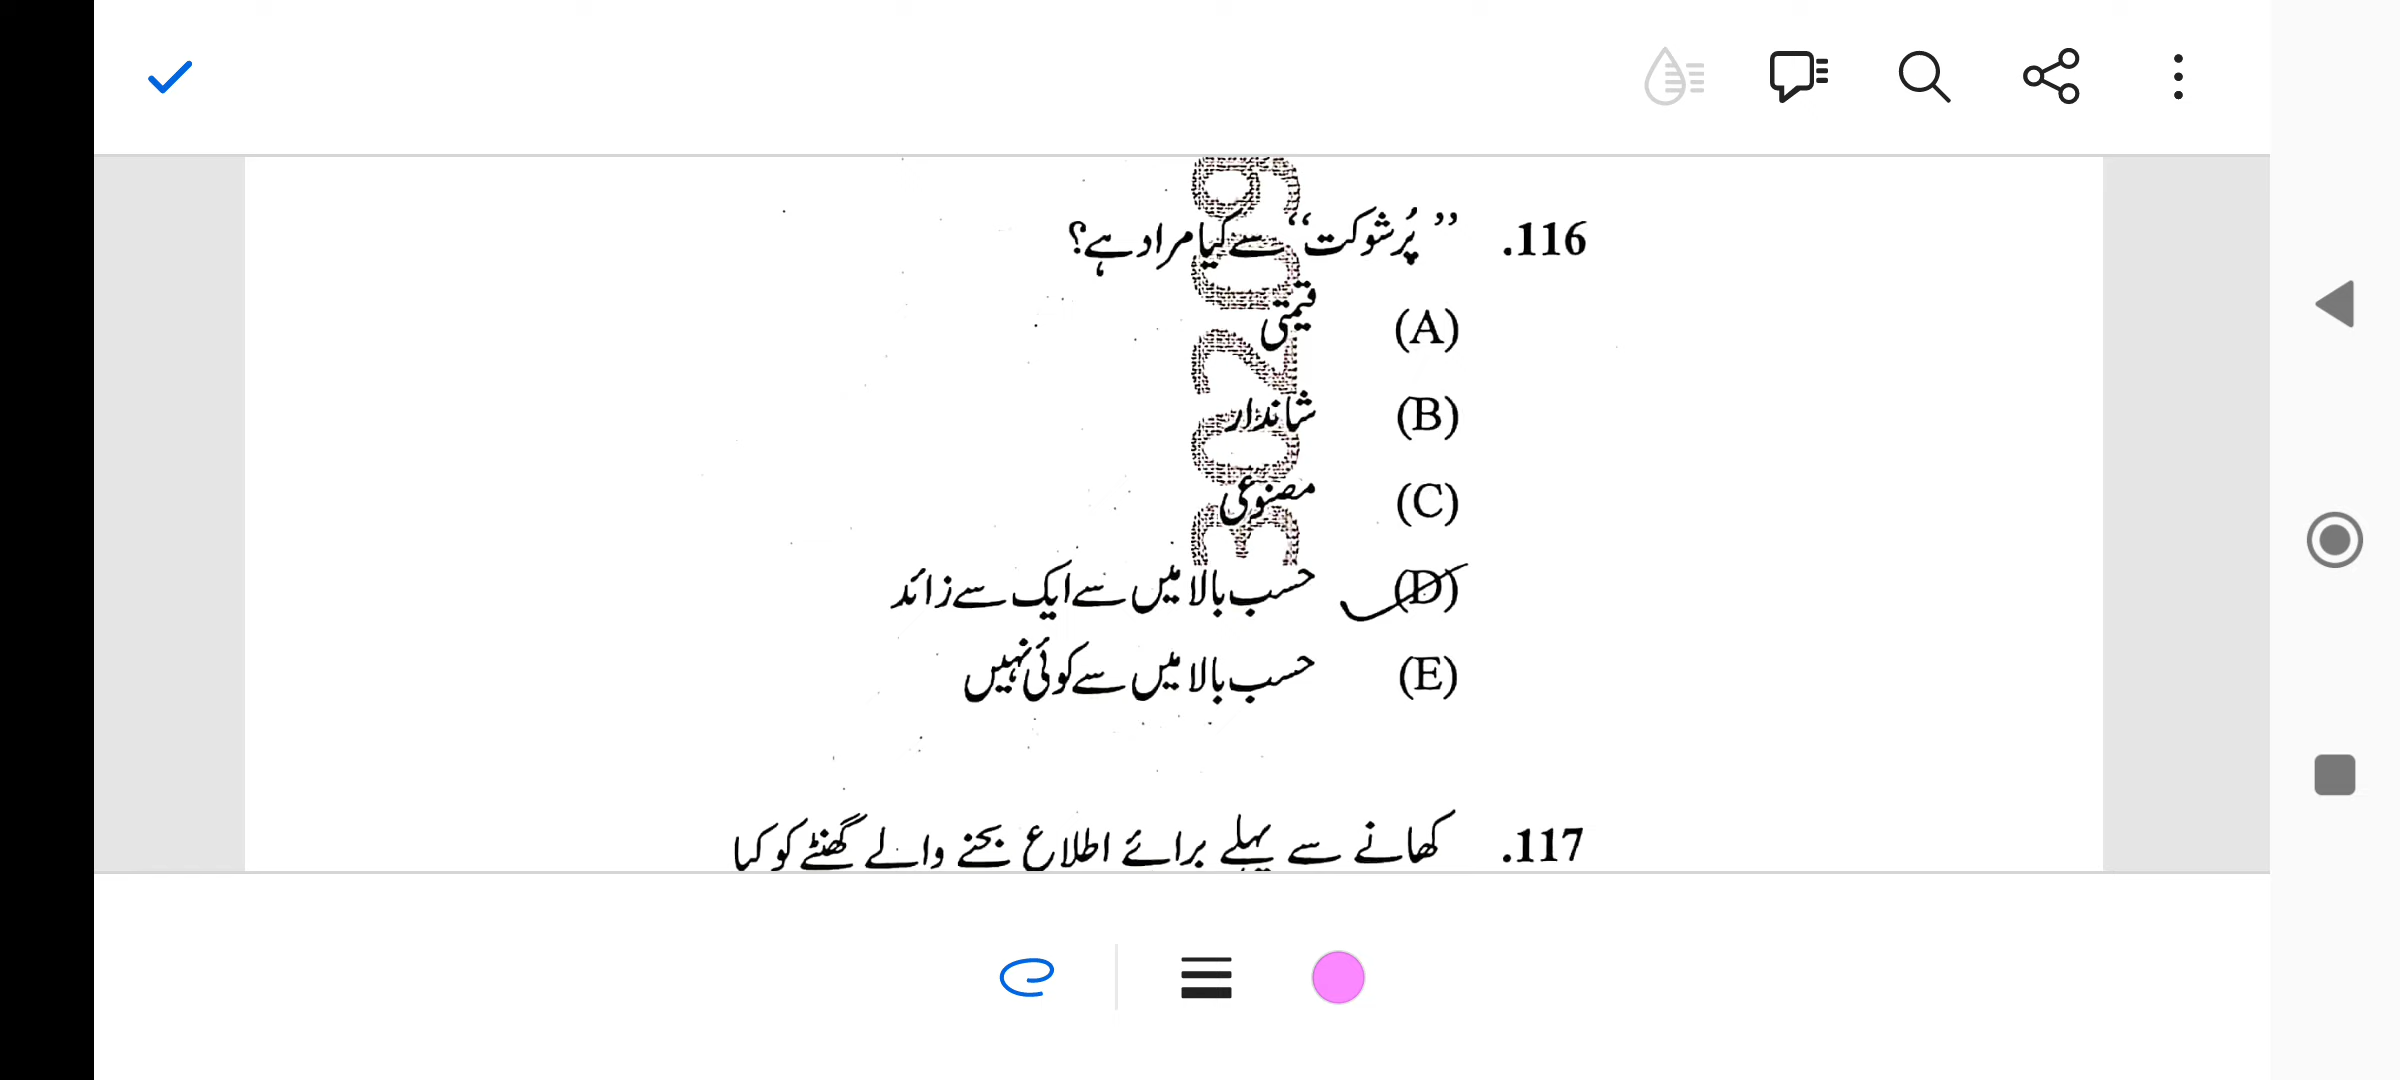 116. ”پُرشوکت“ سے کیا مراد ہے؟
(A) قیمتی
(B) شاندار
(C) مصنوعی
(D) حسب بالا میں سے ایک سے زائد
(E) حسب بالا میں سے کوئی نہیں
117. کھانے سے پہلے برائے اطلاع بجنے والے گھنٹے کو کیا